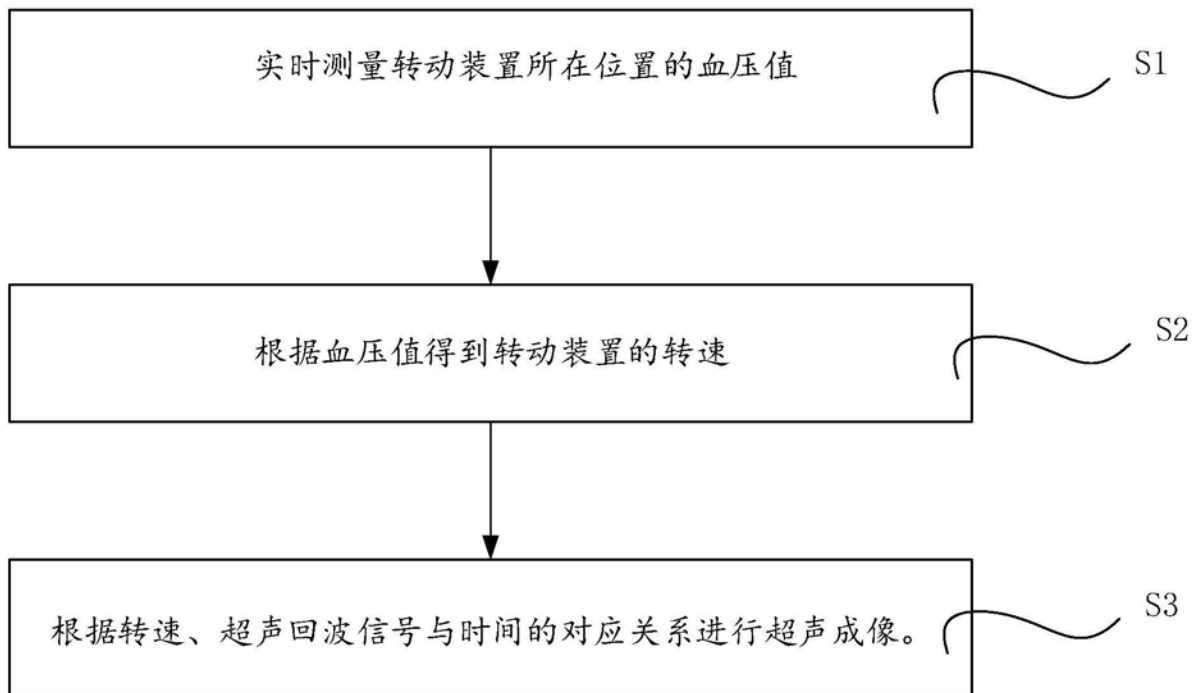 实时测量转动装置所在位置的血压值
S1
根据血压值得到转动装置的转速
S2
根据转速、超声回波信号与时间的对应关系进行超声成像。
S3